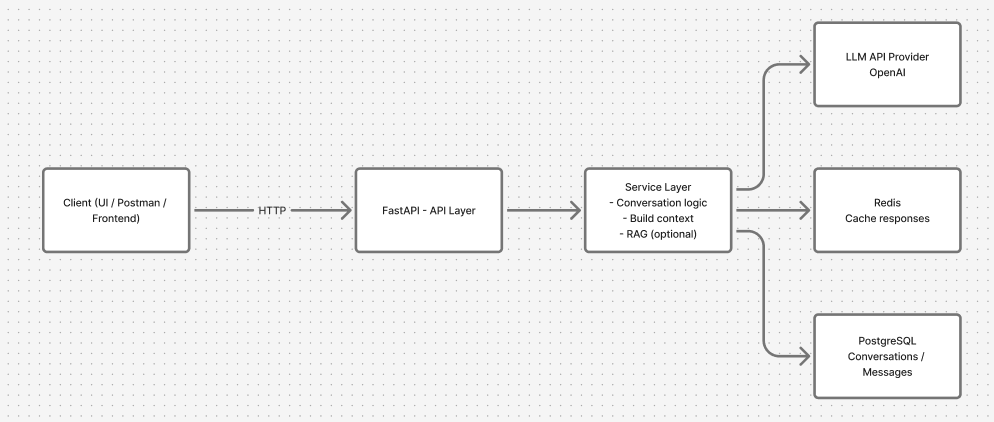 Client (UI / Postman /
Frontend)
HTTP
FastAPI - API Layer
Service Layer
- Conversation logic
- Build context
- RAG (optional)
LLM API Provider
OpenAI
Redis
Cache responses
PostgreSQL
Conversations /
Messages